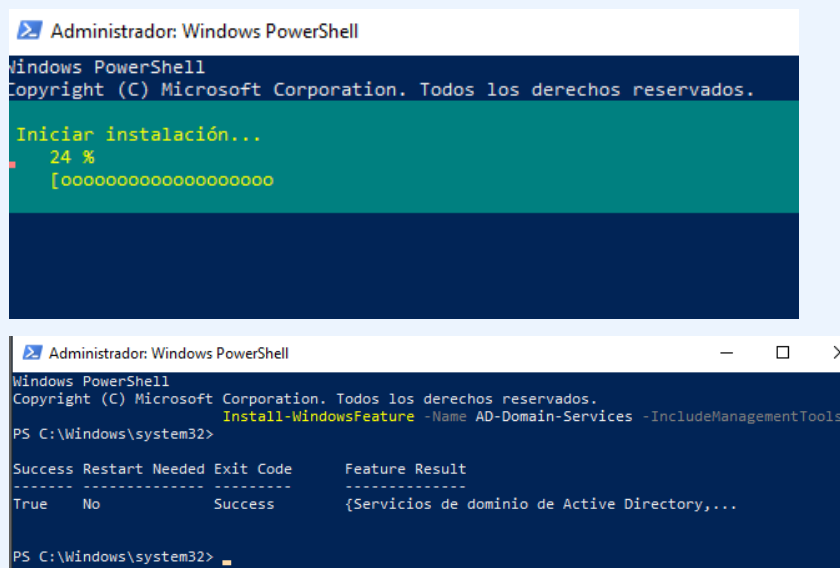 Administrador: Windows PowerShell
Windows PowerShell
Copyright (C) Microsoft Corporation. Todos los derechos reservados.
Iniciar instalación...
24 %
[ooooooooooooooooooo
Administrador: Windows PowerShell
Windows PowerShell
Copyright (C) Microsoft Corporation. Todos los derechos reservados.
Install-WindowsFeature -Name AD-Domain-Services -IncludeManagementTools
PS C:\Windows\system32>
Success Restart Needed Exit Code Feature Result
------- -------------- --------- --------------
True No Success {Servicios de dominio de Active Directory,...
PS C:\Windows\system32>